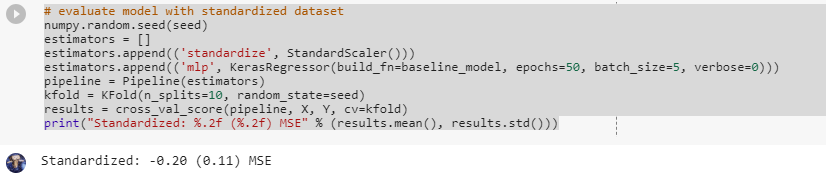 # evaluate model with standardized dataset
numpy.random.seed(seed)
estimators = []
estimators.append(('standardize', StandardScaler()))
estimators.append(('mlp', KerasRegressor(build_fn=baseline_model, epochs=50, batch_size=5, verbose=0)))
pipeline = Pipeline(estimators)
kfold = KFold(n_splits=10, random_state=seed)
results = cross_val_score(pipeline, X, Y, cv=kfold)
print("Standardized: %.2f (%.2f) MSE" % (results.mean(), results.std()))
Standardized: -0.20 (0.11) MSE